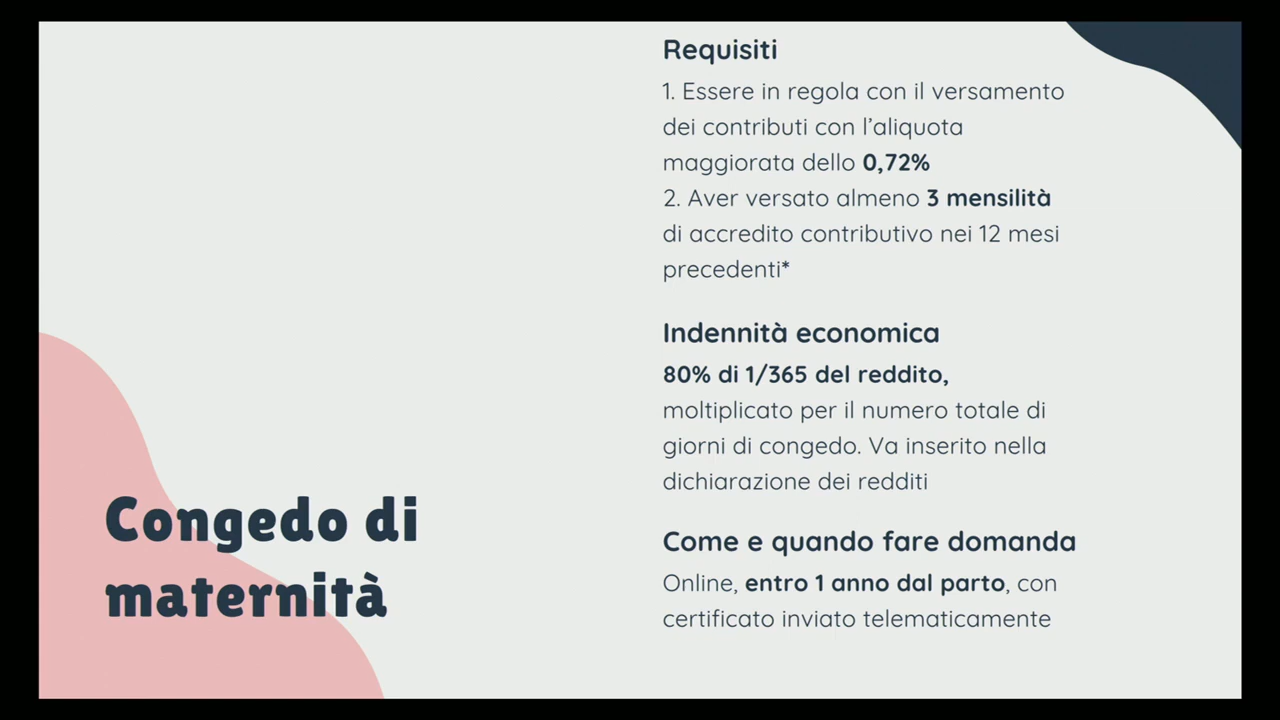 Congedo di
maternità
Requisiti
1. Essere in regola con il versamento
dei contributi con l’aliquota
maggiorata dello 0,72%
2. Aver versato almeno 3 mensilità
di accredito contributivo nei 12 mesi
precedenti*
Indennità economica
80% di 1/365 del reddito,
moltiplicato per il numero totale di
giorni di congedo. Va inserito nella
dichiarazione dei redditi
Come e quando fare domanda
Online, entro 1 anno dal parto, con
certificato inviato telematicamente